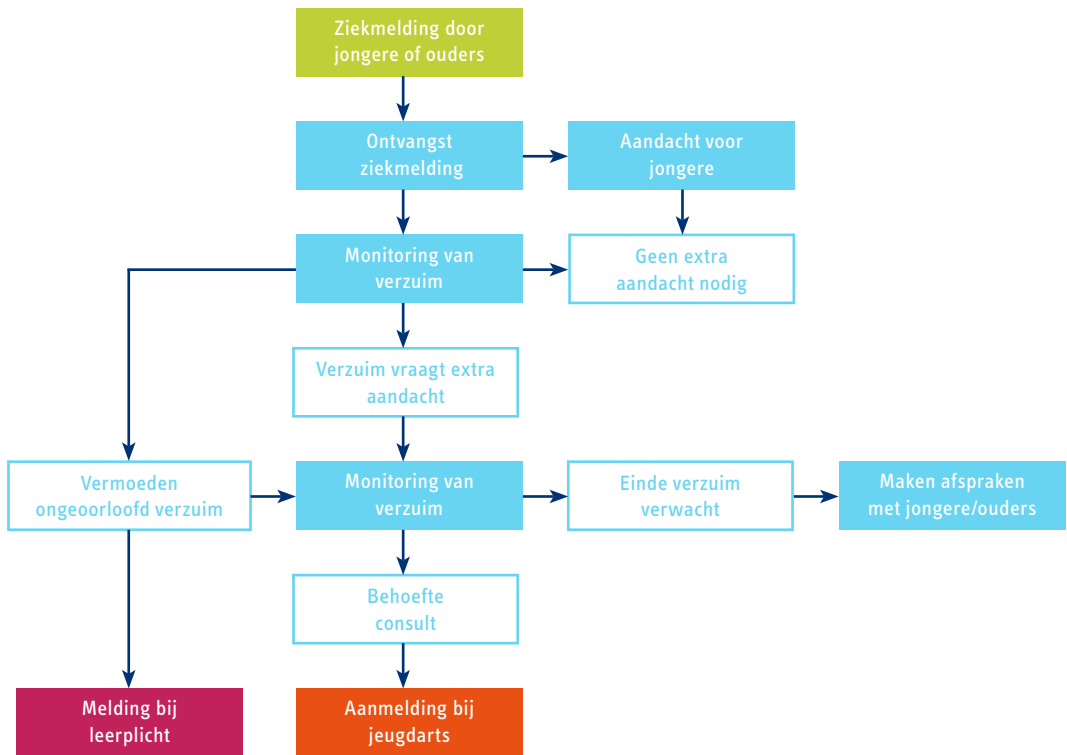 Ziekmelding door
jongere of ouders
Ontvangst
ziekmelding
Aandacht voor
jongere
Monitoring van
verzuim
Geen extra
aandacht nodig
Verzuim vraagt extra
aandacht
Vermoeden
ongeoorloofd verzuim
Monitoring van
verzuim
Einde verzuim
verwacht
Maken afspraken
met jongere/ouders
Behoefte
consult
Melding bij
leerplicht
Aanmelding bij
jeugdarts